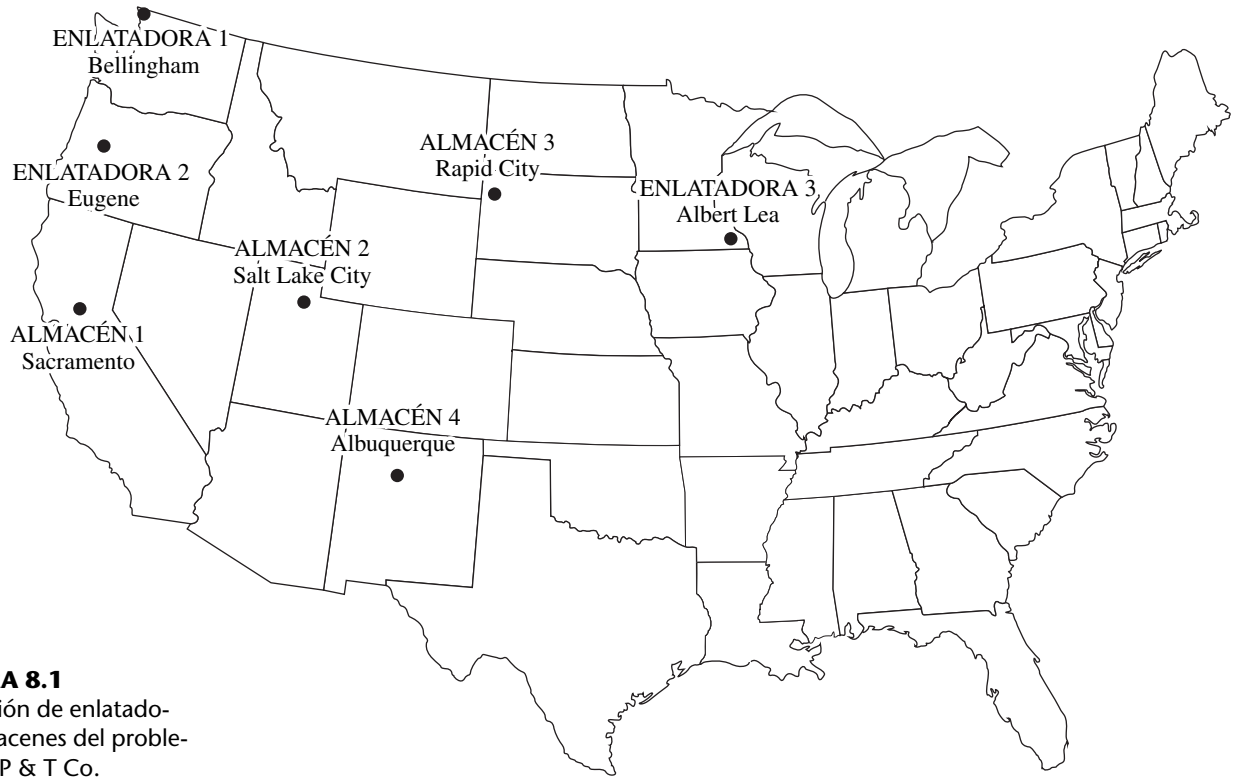 ENLATADORA 1
Bellingham
ALMACÉN 3
Rapid City
ENLATADORA 2
Eugene
ENLATADORA 3
Albert Lea
ALMACÉN 2
Salt Lake City
ALMACÉN 1
Sacramento
ALMACÉN 4
Albuquerque
A 8.1
ión de enlatado-
acenes del proble-
P & T Co.